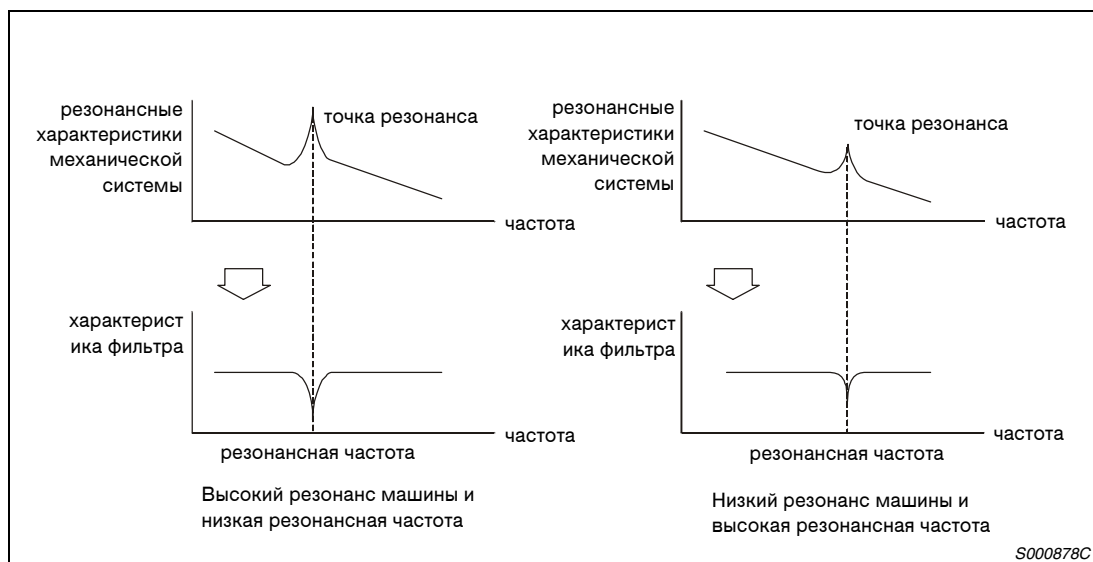 резонансные
характеристики
механической
системы
точка резонанса
частота
характерист
ика фильтра
частота
резонансная частота
Высокий резонанс машины и
низкая резонансная частота
резонансные
характеристики
механической
системы
точка резонанса
частота
характерист
ика фильтра
частота
резонансная частота
Низкий резонанс машины и
высокая резонансная частота
S000878C